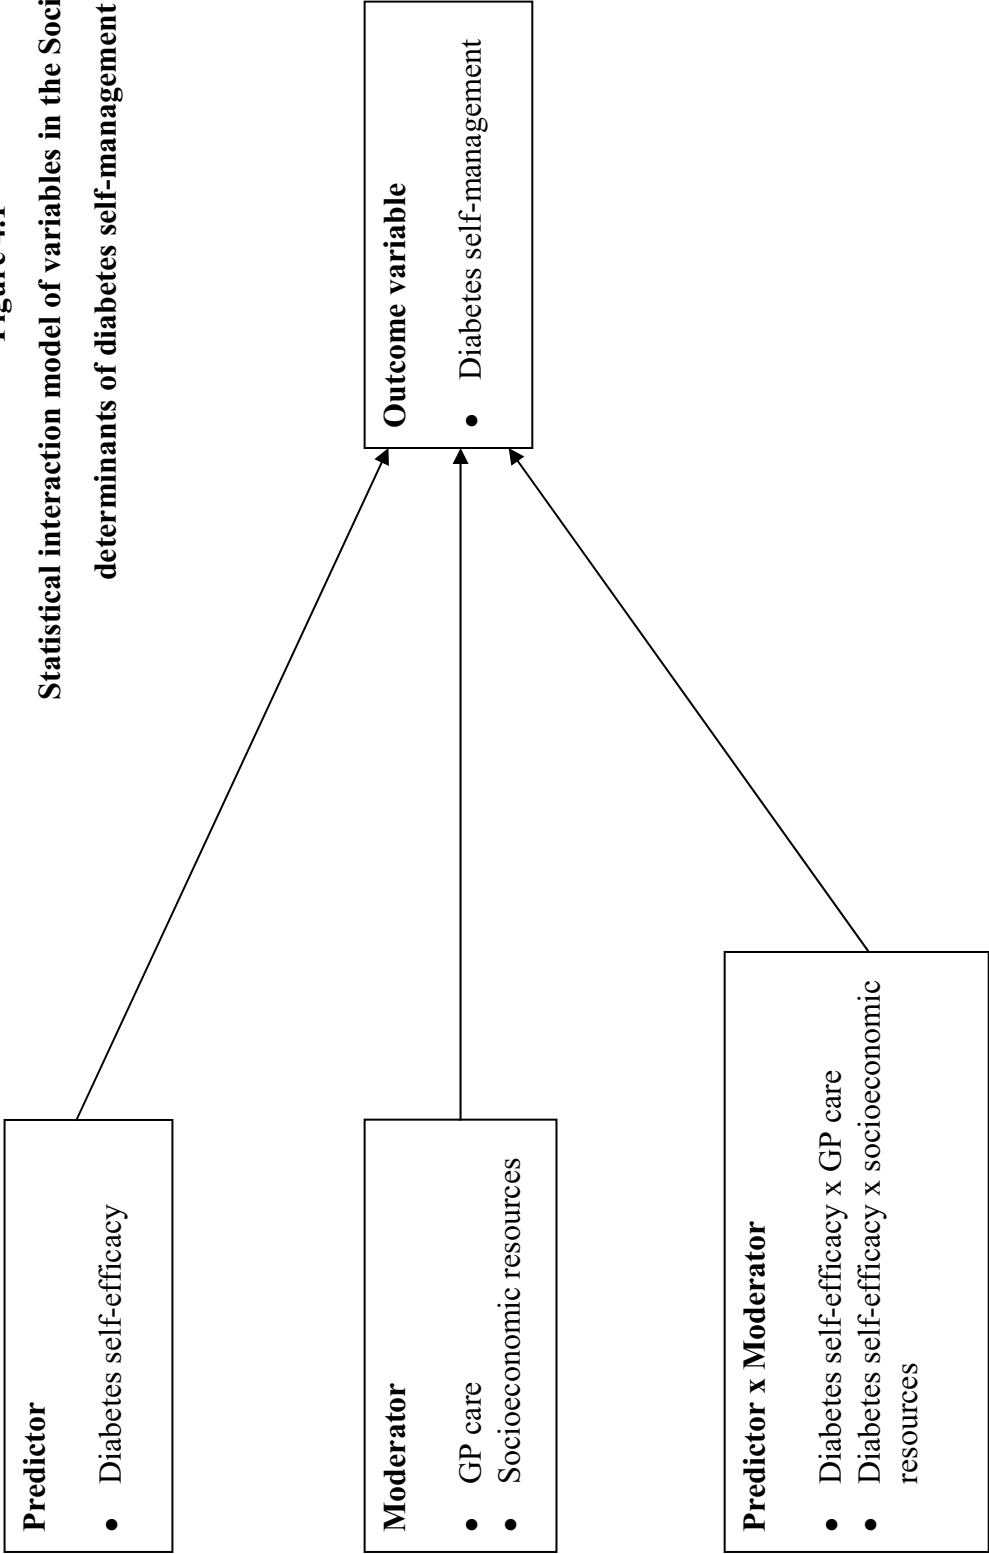 Figure 4.1
Statistical interaction model of variables in the Soci
determinants of diabetes self-management
Predictor
• Diabetes self-efficacy
Moderator
• GP care
• Socioeconomic resources
Predictor x Moderator
• Diabetes self-efficacy x GP care
• Diabetes self-efficacy x socioeconomic
resources
Outcome variable
• Diabetes self-management